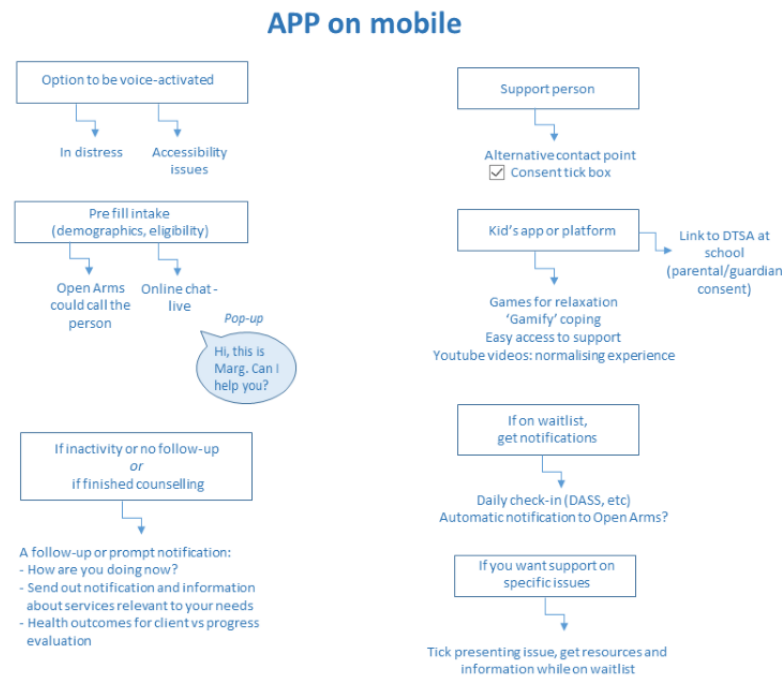 APP on mobile
Option to be voice-activated
In distress
Accessibility
issues
Pre fill intake
(demographics, eligibility)
Open Arms
could call the
person
Online chat -
live
Pop-up
Hi, this is
Marg. Can I
help you?
If inactivity or no follow-up
or
if finished counselling
A follow-up or prompt notification:
- How are you doing now?
- Send out notification and information
about services relevant to your needs
- Health outcomes for client vs progress
evaluation
Support person
Alternative contact point
Consent tick box
Kid's app or platform
Link to DTSA at
school
(parental/guardian
consent)
Games for relaxation
'Gamify' coping
Easy access to support
Youtube videos: normalising experience
If on waitlist,
get notifications
Daily check-in (DASS, etc)
Automatic notification to Open Arms?
If you want support on
specific issues
Tick presenting issue, get resources and
information while on waitlist